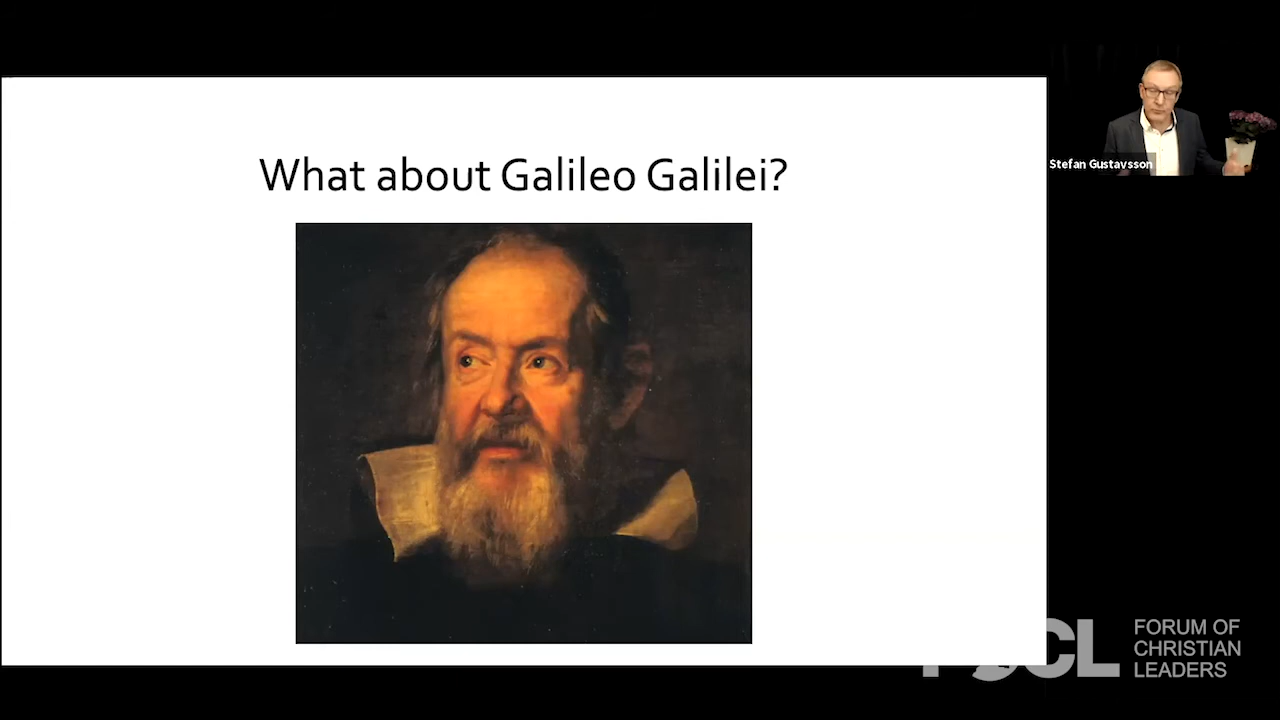 What about Galileo Galilei?
Stefan Gustavsson
FORUM OF
CHRISTIAN
LEADERS